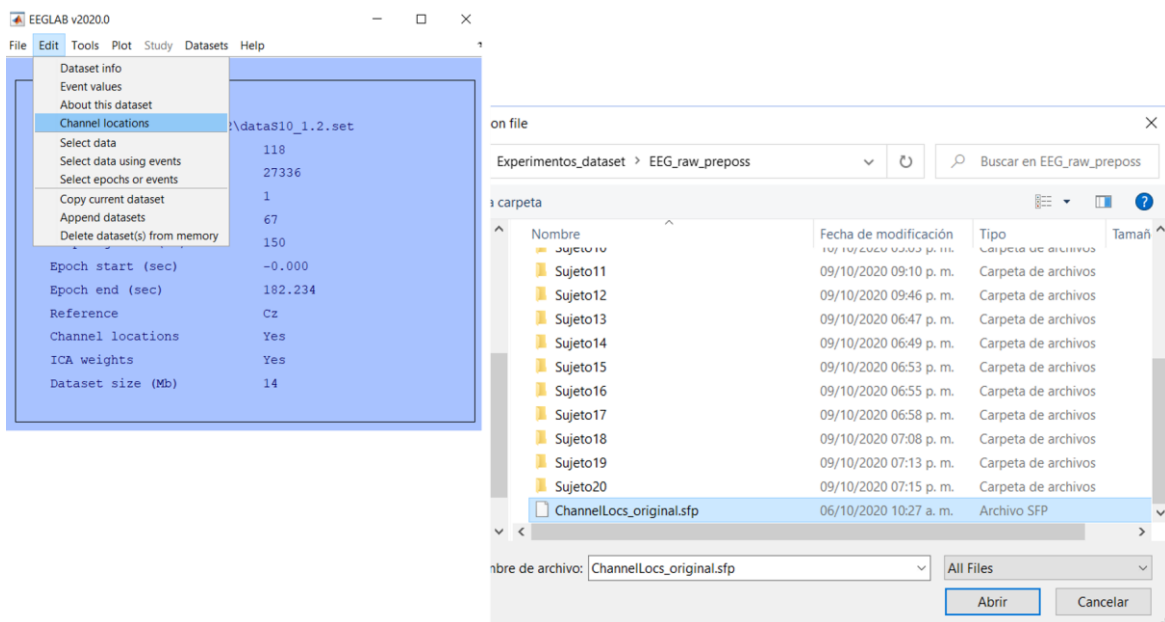 EEGLAB v2020.0
File Edit Tools Plot Study Datasets Help
Dataset info
Event values
About this dataset
Channel locations
Select data
Select data using events
Select epochs or events
Copy current dataset
Append datasets
Delete dataset(s) from memory
2\dataS10_1.2.set
118
27336
1
67
150
Epoch start (sec) -0.000
Epoch end (sec) 182.234
Reference Cz
Channel locations Yes
ICA weights Yes
Dataset size (Mb) 14
on file
Experimentos_dataset > EEG_raw_preposs
Buscar en EEG_raw_preposs
a carpeta
Nombre Fecha de modificación Tipo Tamañ
Sujeto10 10/10/2020 05:05 p. m. Carpeta de archivos
Sujeto11 09/10/2020 09:10 p. m. Carpeta de archivos
Sujeto12 09/10/2020 09:46 p. m. Carpeta de archivos
Sujeto13 09/10/2020 06:47 p. m. Carpeta de archivos
Sujeto14 09/10/2020 06:49 p. m. Carpeta de archivos
Sujeto15 09/10/2020 06:53 p. m. Carpeta de archivos
Sujeto16 09/10/2020 06:55 p. m. Carpeta de archivos
Sujeto17 09/10/2020 06:58 p. m. Carpeta de archivos
Sujeto18 09/10/2020 07:08 p. m. Carpeta de archivos
Sujeto19 09/10/2020 07:13 p. m. Carpeta de archivos
Sujeto20 09/10/2020 07:15 p. m. Carpeta de archivos
ChannelLocs_original.sfp 06/10/2020 10:27 a. m. Archivo SFP
mbre de archivo: ChannelLocs_original.sfp All Files
Abrir Cancelar